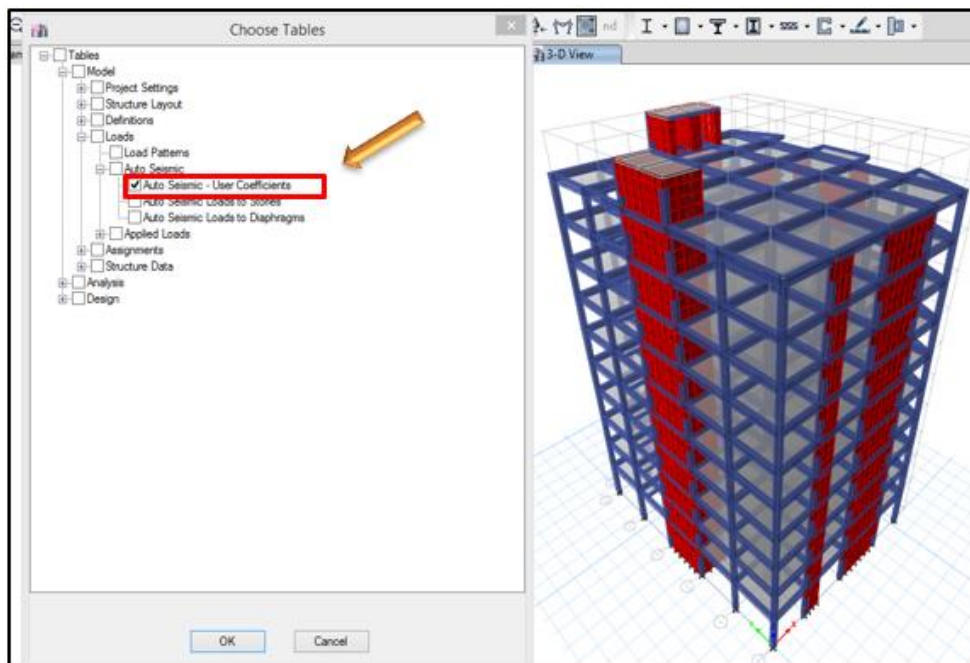 Choose Tables
Tables
Model
Project Settings
Structure Layout
Definitions
Loads
Load Patterns
Auto Seismic
Auto Seismic - User Coefficients
Auto Seismic Loads to Stories
Auto Seismic Loads to Diaphragms
Applied Loads
Assignments
Structure Data
Analysis
Design
OK
Cancel
nd
3-D View